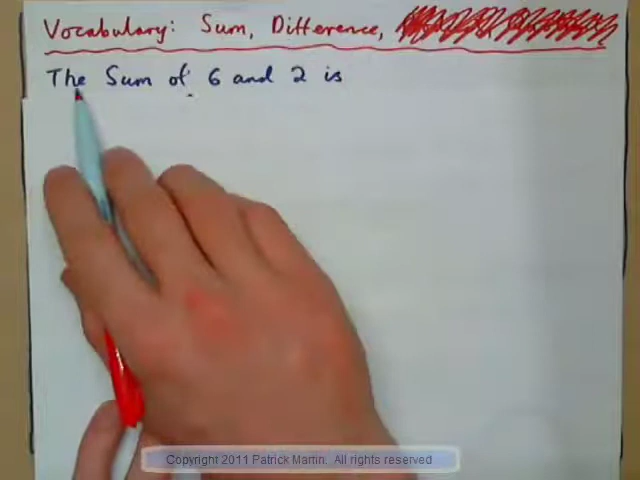 Vocabulary: Sum, Difference,
The Sum of 6 and 2 is
Copyright 2011 Patrick Martin. All rights reserved